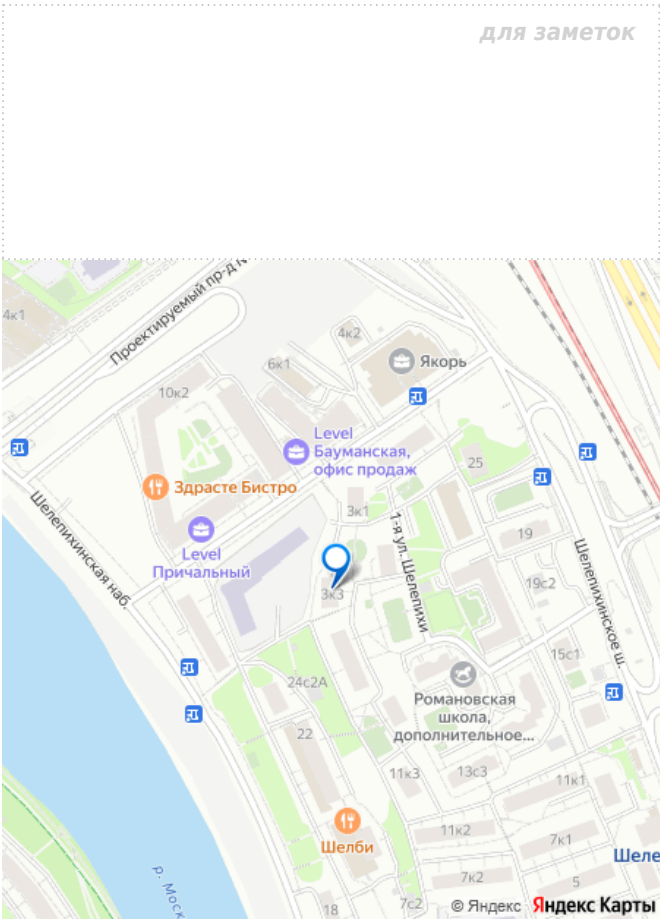 для заметок
Проектируемый пр-д
4к1
4к2
6к1
Якорь
10к2
Level
Бауманская,
офис продаж
25
Здрасте Бистро
3к1
1-я ул. Шелепихи
19
Шелепихинская наб.
Level
Причальный
Шелепихинское ш.
3к3
19с2
15с1
24с2А
Романовская
школа,
дополнительное...
22
11к3
13с3
11к1
Шелби
11к2
7к1
Шеле
р. Моск
7к2
5
18
7с2
© Яндекс
Яндекс Карты